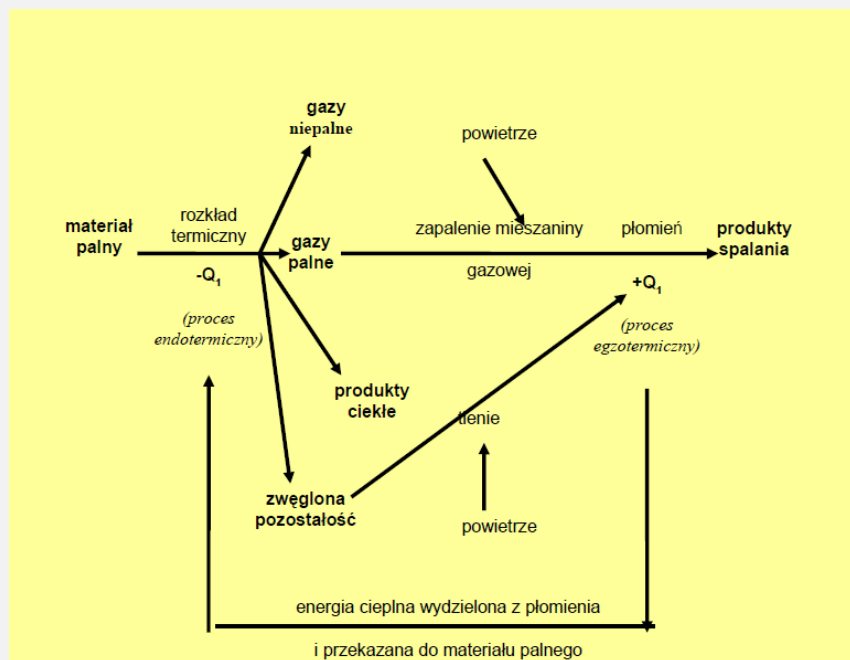 gazy
niepalne
powietrze
materiał
palny
rozkład
termiczny
gazy
palne
zapalenie mieszaniny
gazowej
płomień
produkty
spalania
-Q1
+Q1
(proces
endotermiczny)
(proces
egzotermiczny)
produkty
ciekłe
tlenie
zwęglona
pozostałość
powietrze
energia cieplna wydzielona z płomienia
i przekazana do materiału palnego